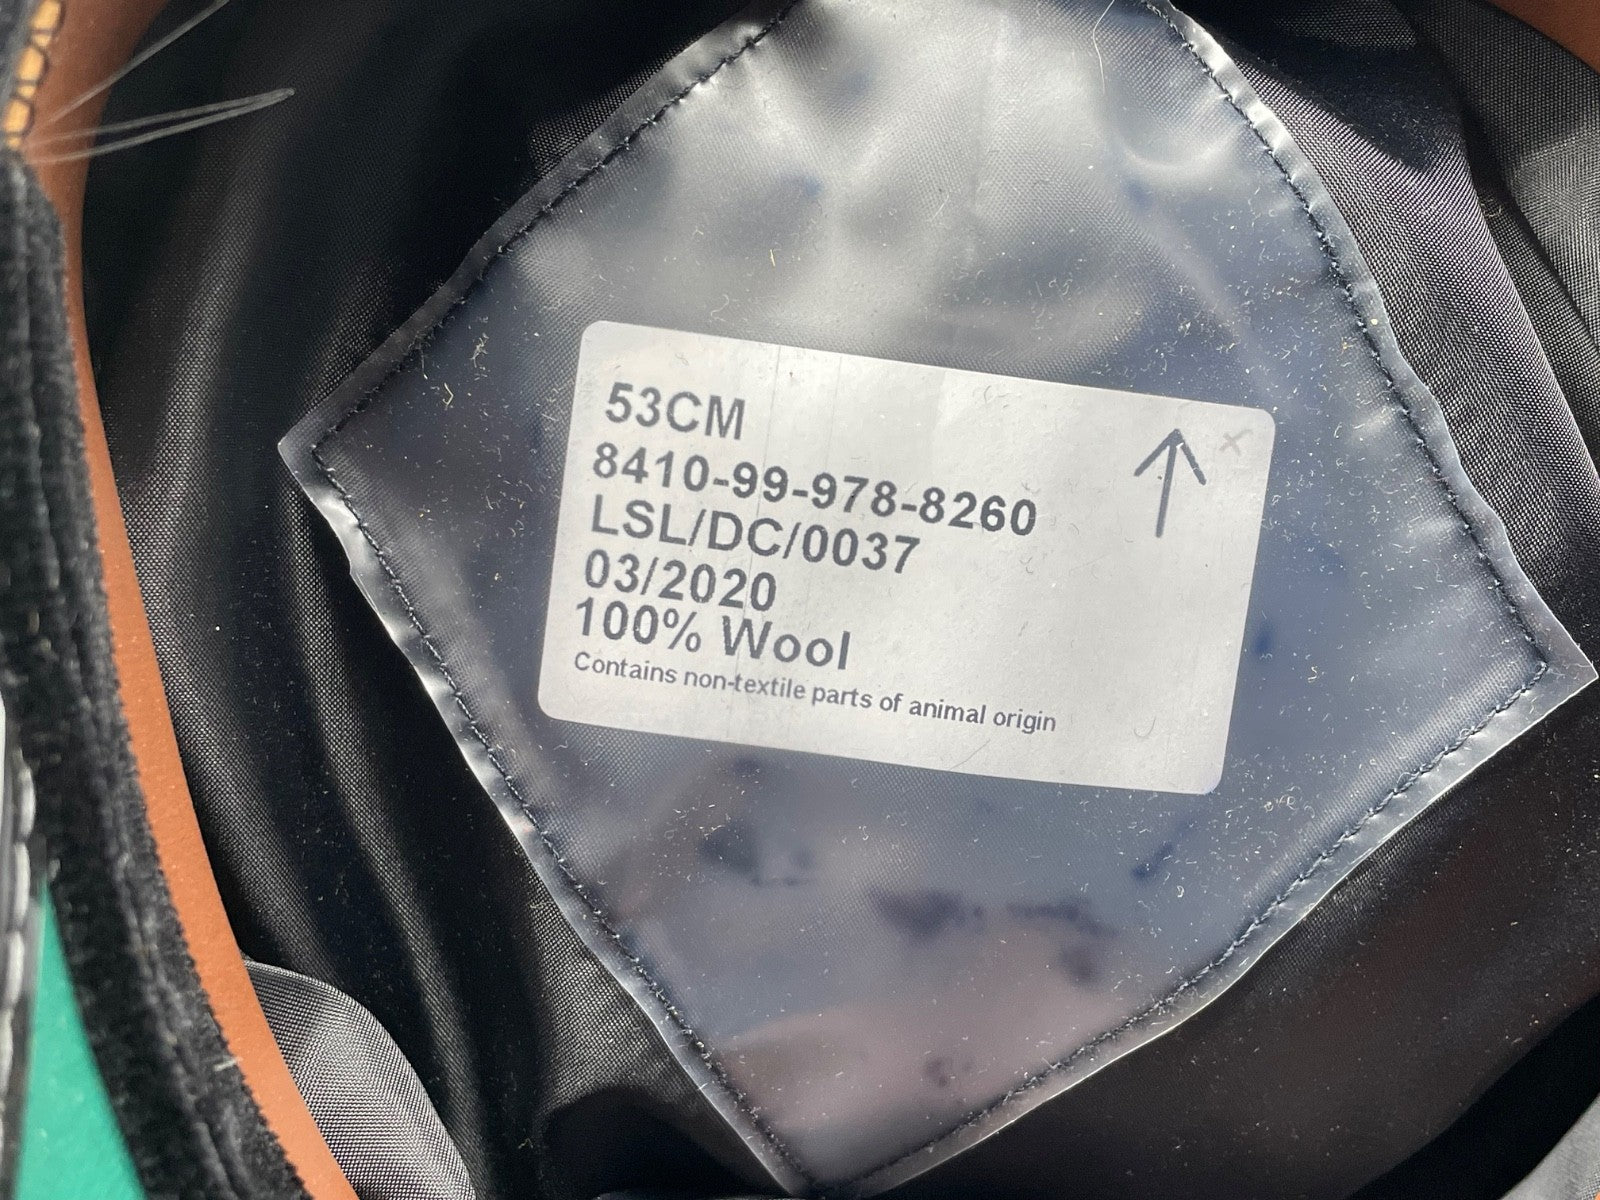 53CM
8410-99-978-8260
LSL/DC/0037
03/2020
100% Wool
Contains non-textile parts of animal origin